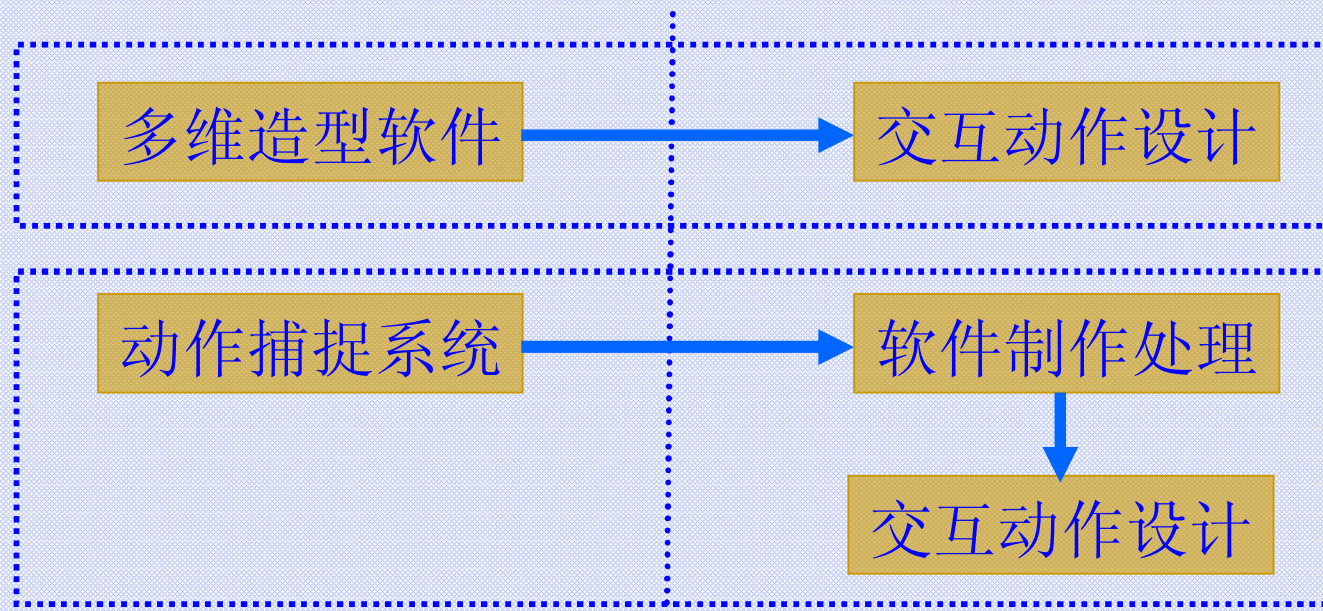 多维造型软件
交互动作设计
动作捕捉系统
软件制作处理
交互动作设计